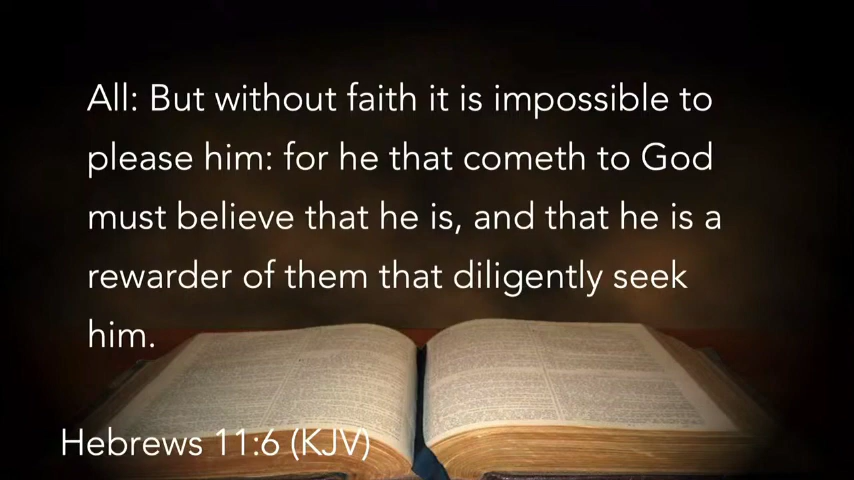 All: But without faith it is impossible to
please him: for he that cometh to God
must believe that he is, and that he is a
rewarder of them that diligently seek
him.
Hebrews 11:6 (KJV)